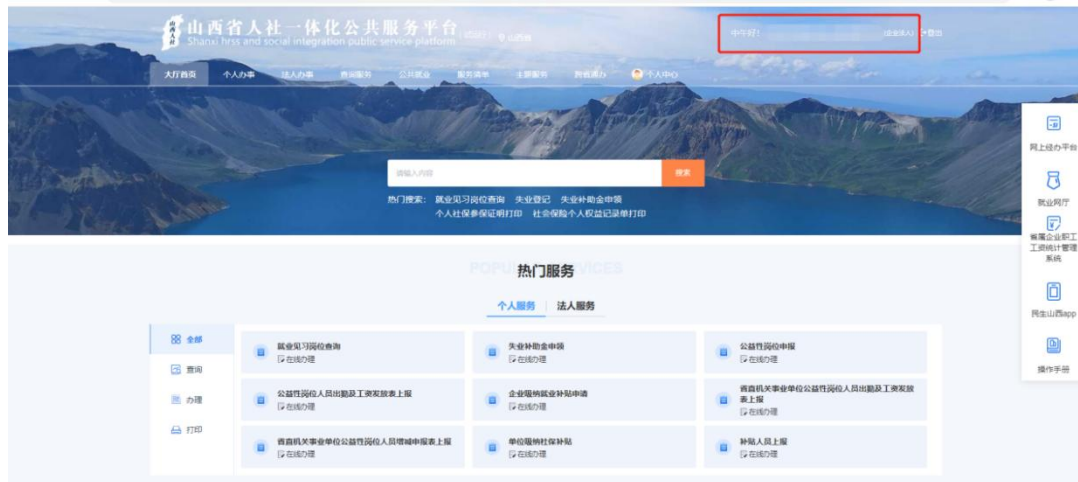 山西人社
山西省人社一体化公共服务平台
Shanxi hrss and social integration public service platform
山西省
中午好!
(企业法人)
退出
大厅首页 个人办事 法人办事 查询服务 公共就业 服务清单 主题服务 跨省通办 个人中心
请输入内容 搜索
热门搜索: 就业见习岗位查询 失业登记 失业补助金申领
个人社保参保证明打印 社会保险个人权益记录单打印
网上经办平台
就业网厅
省属企业职工
工资统计管理
系统
民生山西app
操作手册
热门服务
个人服务 法人服务
全部
查询
办理
打印
就业见习岗位查询
在线办理
失业补助金申领
在线办理
公益性岗位申报
在线办理
公益性岗位人员出勤及工资发放表上报
在线办理
企业吸纳就业补贴申请
在线办理
省直机关事业单位公益性岗位人员出勤及工资发放
表上报
在线办理
省直机关事业单位公益性岗位人员增减申报表上报
在线办理
单位吸纳社保补贴
在线办理
补贴人员上报
在线办理